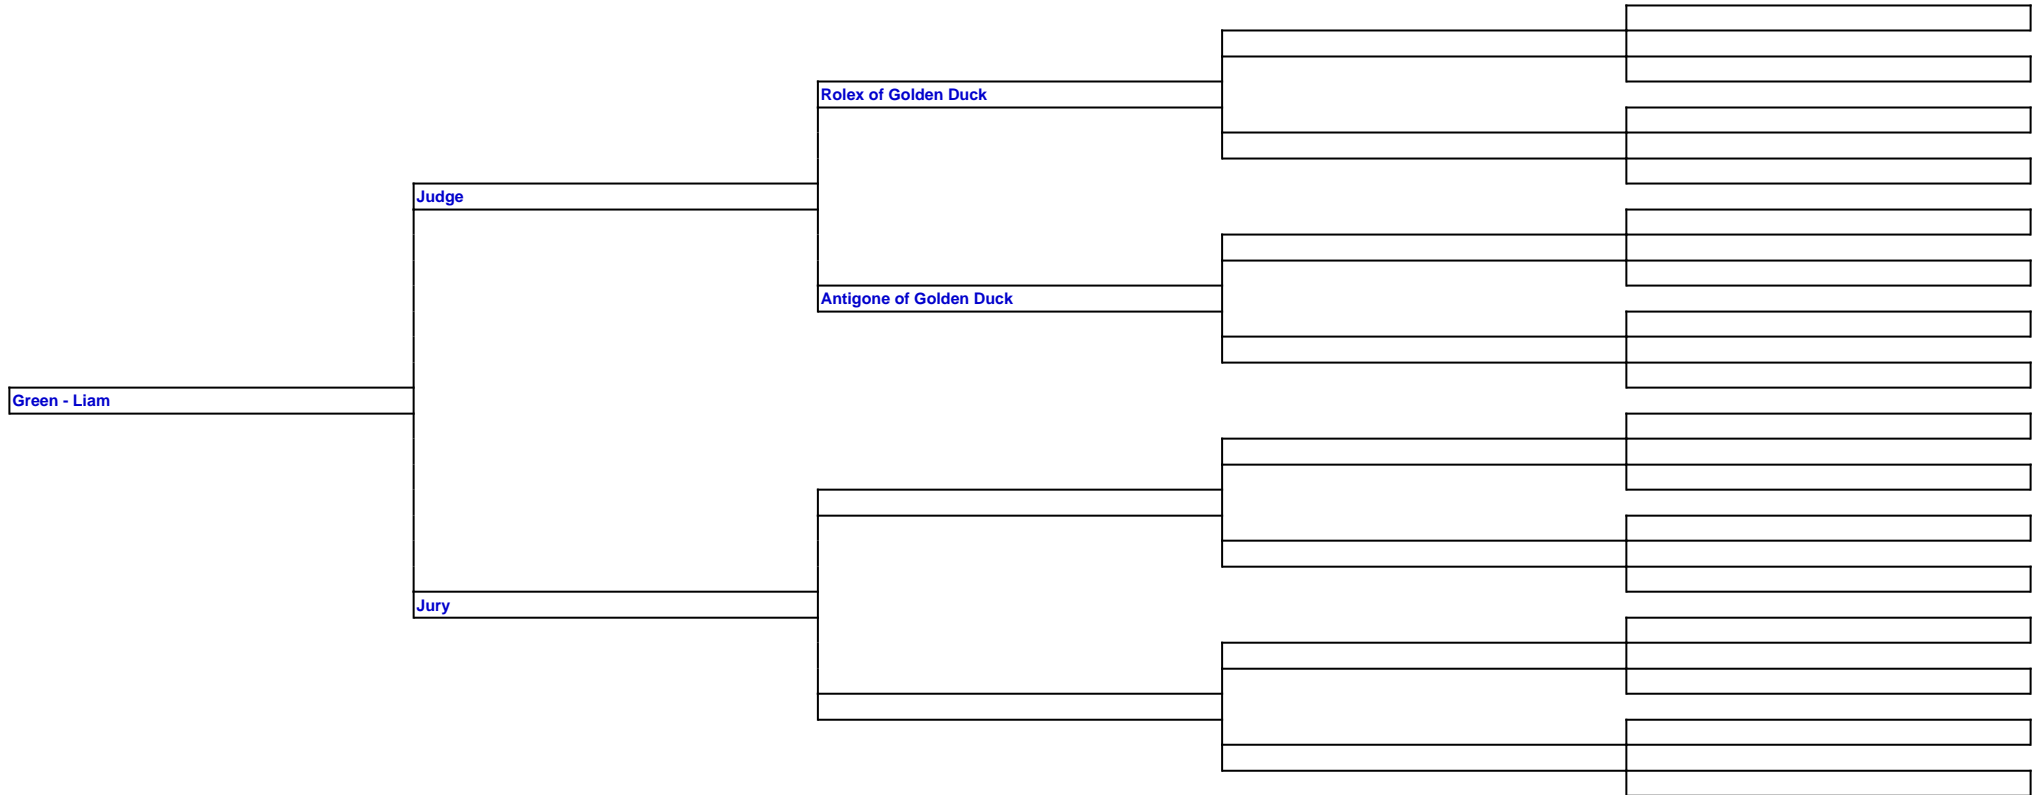 Rolex of Golden Duck
Judge
Antigone of Golden Duck
Green - Liam
Jury